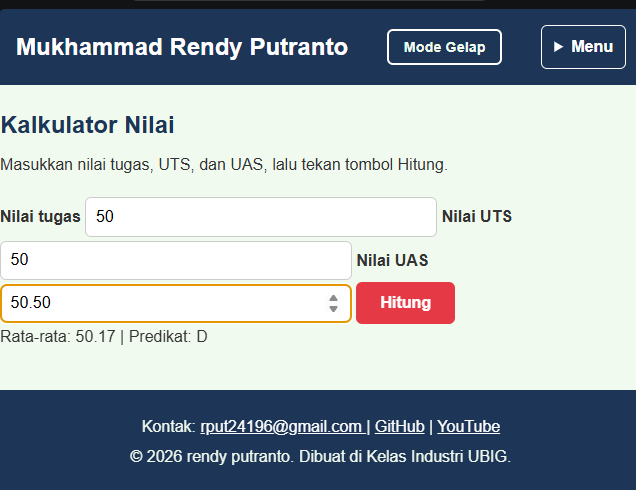 Mukhammad Rendy Putranto Mode Gelap ▶ Menu
Kalkulator Nilai
Masukkan nilai tugas, UTS, dan UAS, lalu tekan tombol Hitung.
Nilai tugas 50 Nilai UTS
50 Nilai UAS
50.50 Hitung
Rata-rata: 50.17 | Predikat: D
Kontak: rput24196@gmail.com | GitHub | YouTube
© 2026 rendy putranto. Dibuat di Kelas Industri UBIG.